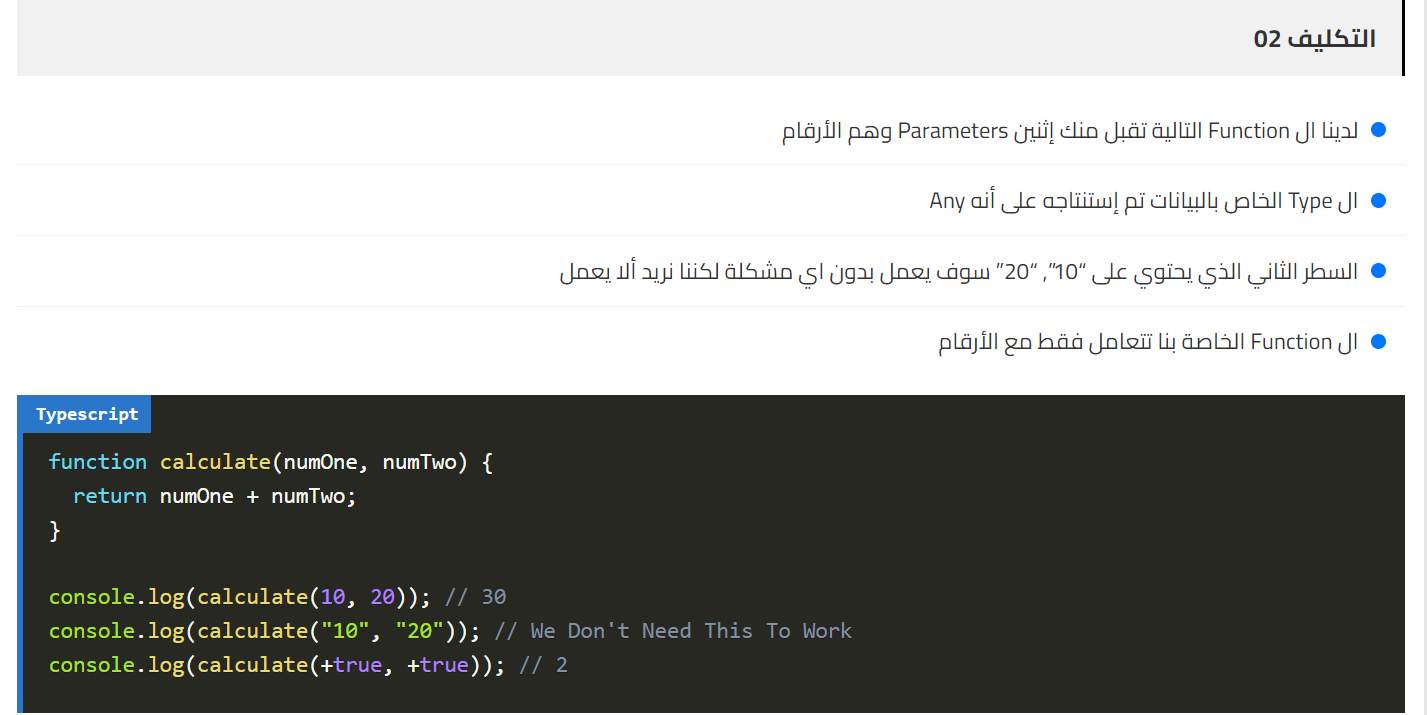 التكليف 02
لدينا ال Function التالية تقبل منك إثنين Parameters وهم الأرقام
ال Type الخاص بالبيانات تم إستنتاجه على أنه Any
السطر الثاني الذي يحتوي على “10”, “20” سوف يعمل بدون اي مشكلة لكننا نريد ألا يعمل
ال Function الخاصة بنا تتعامل فقط مع الأرقام
Typescript
function calculate(numOne, numTwo) {
  return numOne + numTwo;
}
console.log(calculate(10, 20)); // 30
console.log(calculate("10", "20")); // We Don't Need This To Work
console.log(calculate(+true, +true)); // 2